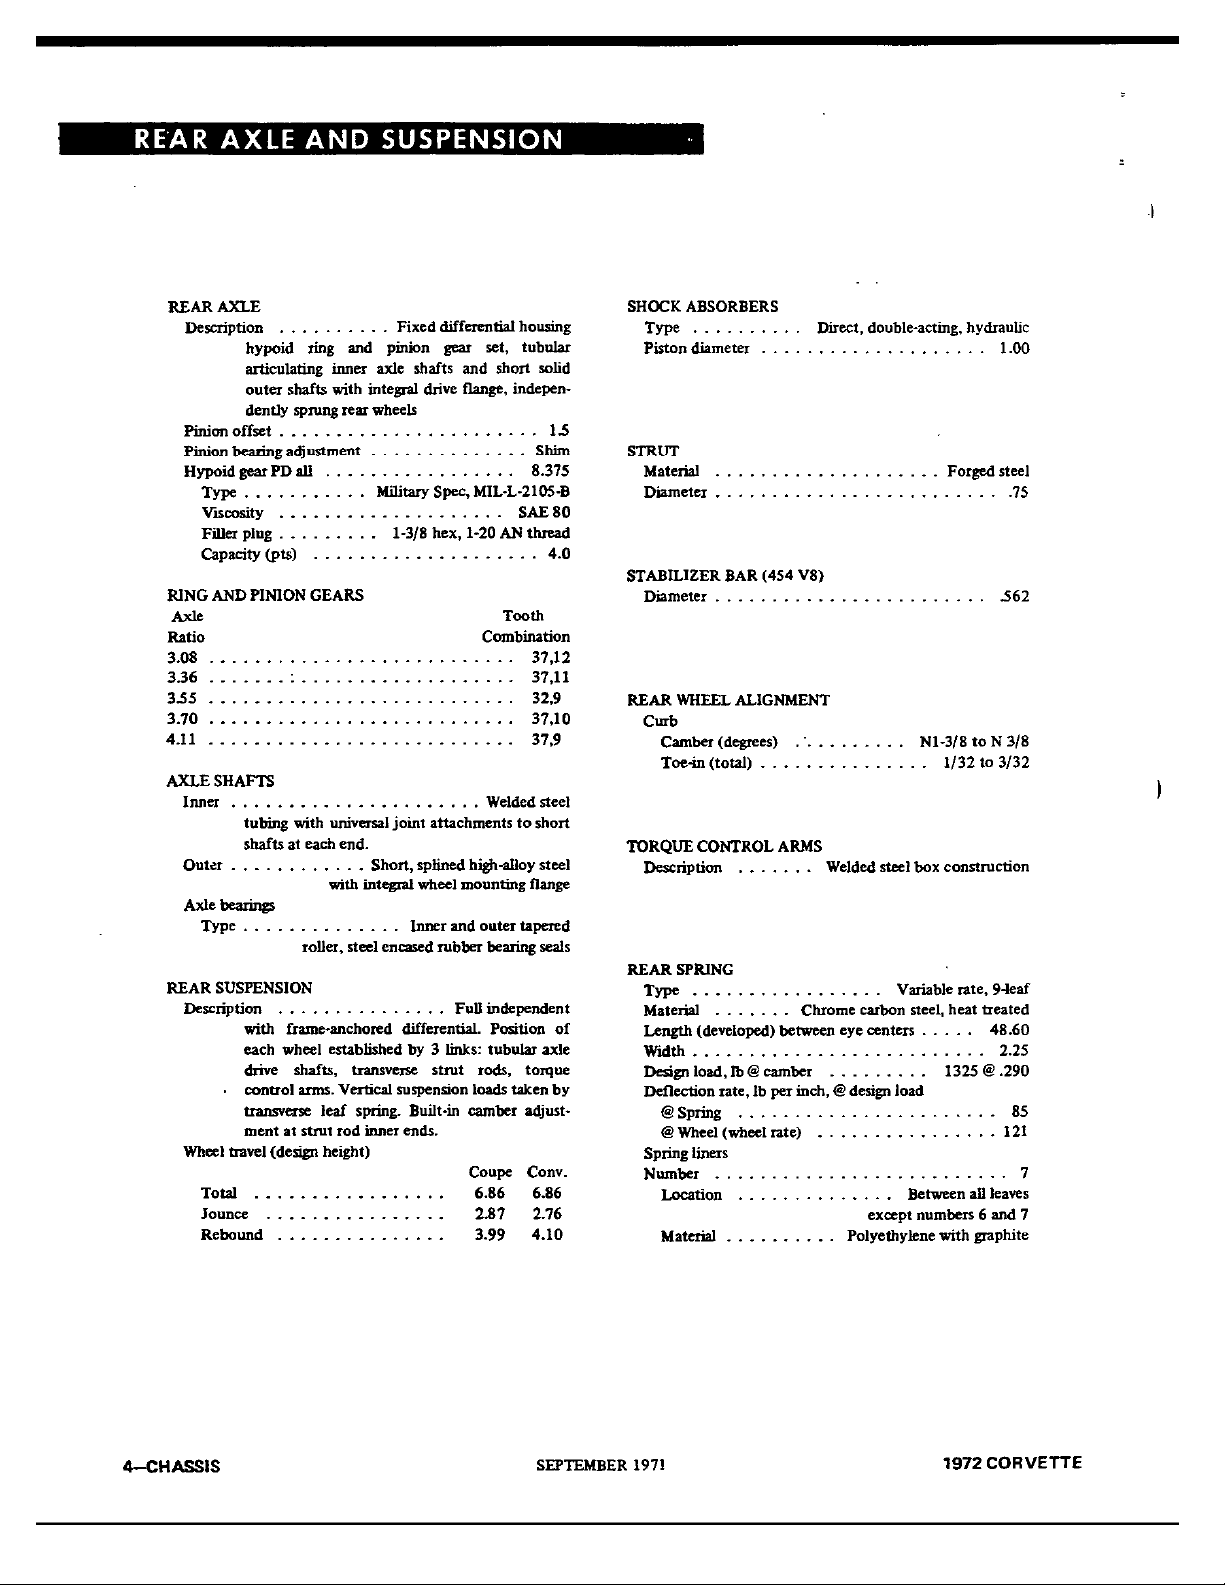 REAR AXLE AND SUSPENSION
REAR AXLE
Description . . . . . . . . . . Fixed differential housing
hypoid ring and pinion gear set, tubular
articulating inner axle shafts and short solid
outer shafts with integral drive flange, indepen-
dently sprung rear wheels
Pinion offset . . . . . . . . . . . . . . . . . . . . . . . 1.5
Pinion bearing adjustment . . . . . . . . . . . . . . Shim
Hypoid gear PD all . . . . . . . . . . . . . . . . . 8.375
Type . . . . . . . . . . . Military Spec, MIL-L-2105-B
Viscosity . . . . . . . . . . . . . . . . . . . . SAE 80
Filler plug . . . . . . . . . 1-3/8 hex, 1-20 AN thread
Capacity (pts) . . . . . . . . . . . . . . . . . . . . 4.0
RING AND PINION GEARS
Axle Tooth
Ratio Combination
3.08 . . . . . . . . . . . . . . . . . . . . . . . . . . . 37,12
3.36 . . . . . . . . . . . . . . . . . . . . . . . . . . . 37,11
3.55 . . . . . . . . . . . . . . . . . . . . . . . . . . . 32,9
3.70 . . . . . . . . . . . . . . . . . . . . . . . . . . . 37,10
4.11 . . . . . . . . . . . . . . . . . . . . . . . . . . . 37,9
AXLE SHAFTS
Inner . . . . . . . . . . . . . . . . . . . . . . Welded steel
tubing with universal joint attachments to short
shafts at each end.
Outer . . . . . . . . . . . . Short, splined high-alloy steel
with integral wheel mounting flange
Axle bearings
Type . . . . . . . . . . . . . . Inner and outer tapered
roller, steel encased rubber bearing seals
REAR SUSPENSION
Description . . . . . . . . . . . . . . . Full independent
with frame-anchored differential. Position of
each wheel established by 3 links: tubular axle
drive shafts, transverse strut rods, torque
control arms. Vertical suspension loads taken by
transverse leaf spring. Built-in camber adjust-
ment at strut rod inner ends.
Wheel travel (design height)
Coupe Conv.
Total . . . . . . . . . . . . . . . . . 6.86 6.86
Jounce . . . . . . . . . . . . . . . . 2.87 2.76
Rebound . . . . . . . . . . . . . . . 3.99 4.10
SHOCK ABSORBERS
Type . . . . . . . . . . Direct, double-acting, hydraulic
Piston diameter . . . . . . . . . . . . . . . . . . . . 1.00
STRUT
Material . . . . . . . . . . . . . . . . . . . . Forged steel
Diameter . . . . . . . . . . . . . . . . . . . . . . . . . .75
STABILIZER BAR (454 V8)
Diameter . . . . . . . . . . . . . . . . . . . . . . . . .562
REAR WHEEL ALIGNMENT
Curb
Camber (degrees) . . . . . . . . . . N1-3/8 to N 3/8
Toe-in (total) . . . . . . . . . . . . . . . 1/32 to 3/32
TORQUE CONTROL ARMS
Description . . . . . . . Welded steel box construction
REAR SPRING
Type . . . . . . . . . . . . . . . . . Variable rate, 9-leaf
Material . . . . . . . Chrome carbon steel, heat treated
Length (developed) between eye centers . . . . . 48.60
Width . . . . . . . . . . . . . . . . . . . . . . . . . . 2.25
Design load, lb @ camber . . . . . . . . . 1325 @ .290
Deflection rate, lb per inch, @ design load
@ Spring . . . . . . . . . . . . . . . . . . . . . . . 85
@ Wheel (wheel rate) . . . . . . . . . . . . . . . . 121
Spring liners
Number . . . . . . . . . . . . . . . . . . . . . . . . . . 7
Location . . . . . . . . . . . . . . Between all leaves
except numbers 6 and 7
Material . . . . . . . . . . Polyethylene with graphite
4—CHASSIS SEPTEMBER 1971 1972 CORVETTE